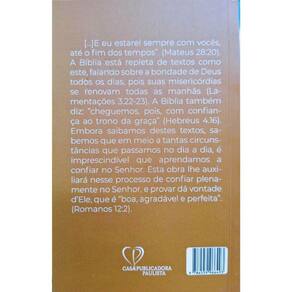 [...]E eu estarei sempre com vocês,
até o fim dos tempos". (Mateus 28:20).
A Bíblia está repleta de textos como
este, falando sobre a bondade de Deus
todos os dias, pois suas misericórdias
se renovam todas as manhãs (La-
mentações 3.22-23). A Bíblia também
diz: "cheguemos, pois, com confian-
ça ao trono da graça" (Hebreus 4.16).
Embora saibamos destes textos, sa-
bemos que em meio a tantas circuns-
tâncias que passamos no dia a dia, é
imprescindível que aprendamos a
confiar no Senhor. Esta obra lhe auxi-
liará nesse processo de confiar plena-
mente no Senhor, e provar dá vontade
d'Ele, que é "boa, agradável e perfeita".
(Romanos 12:2).
CASA PUBLICADORA
PAULISTA